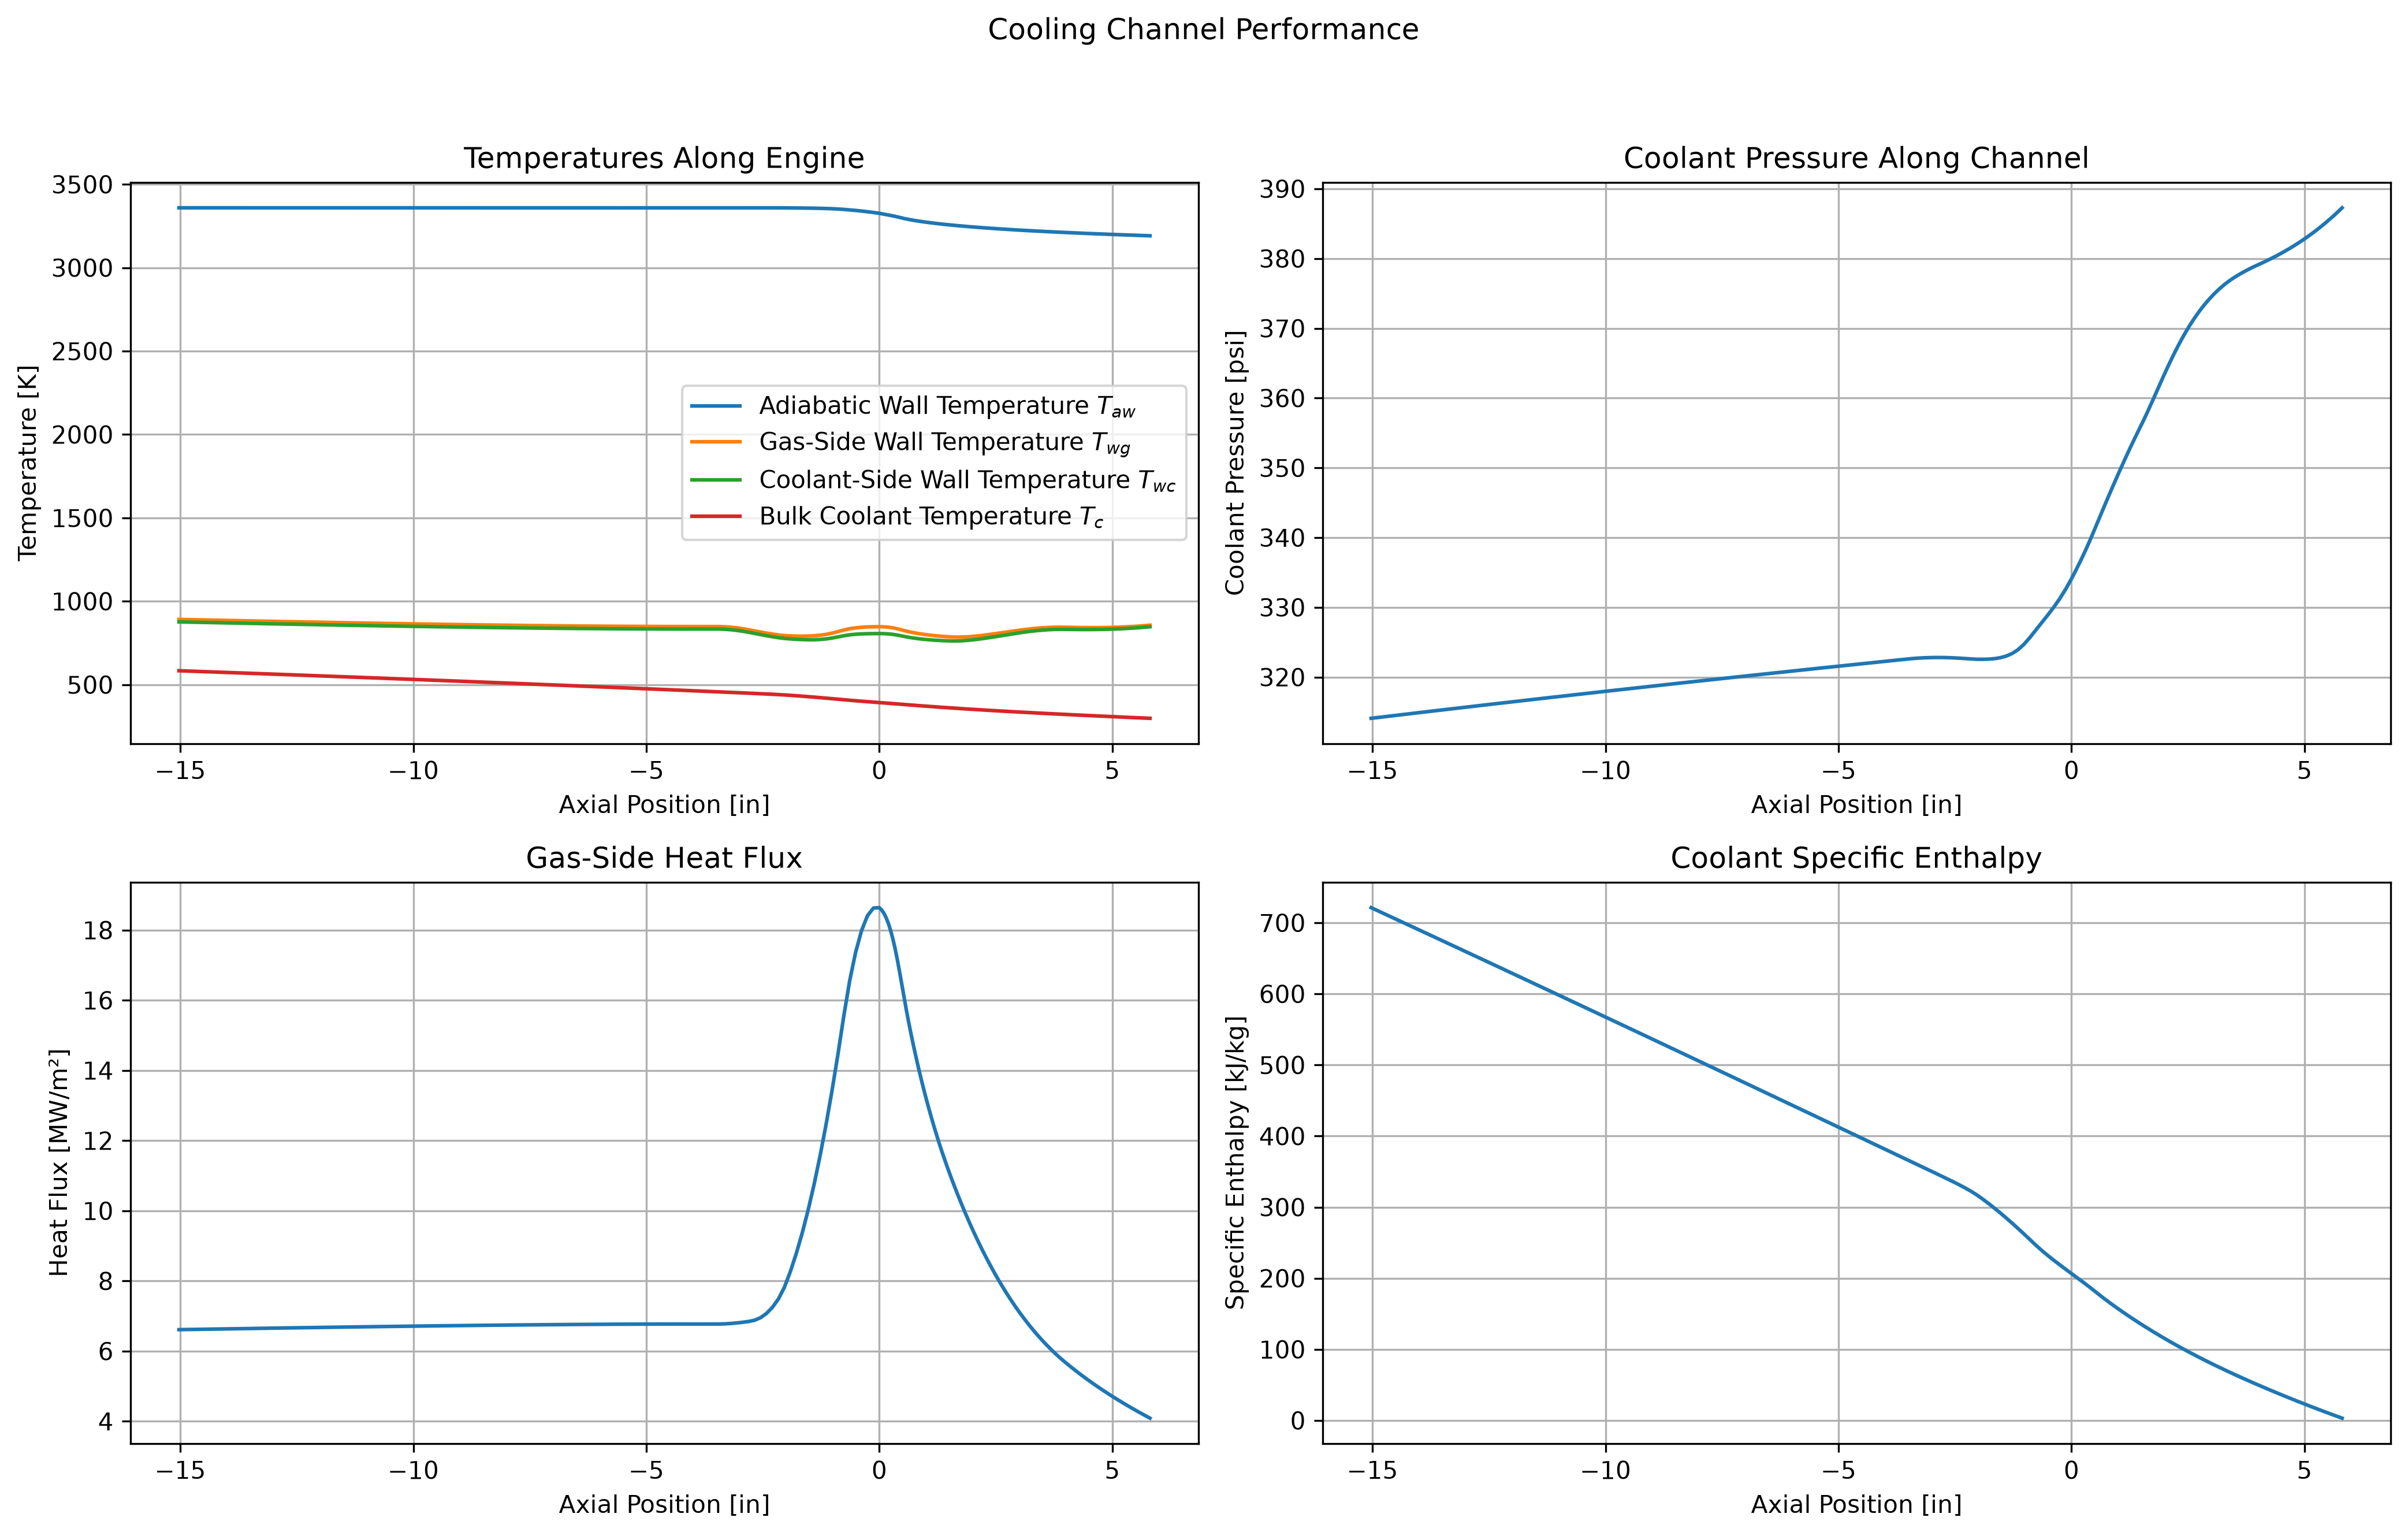 Cooling Channel Performance
Temperatures Along Engine
3500
3000
2500
2000
1500
1000
500
Temperature [K]
Adiabatic Wall Temperature T_aw
Gas-Side Wall Temperature T_wg
Coolant-Side Wall Temperature T_wc
Bulk Coolant Temperature T_c
−15 −10 −5 0 5
Axial Position [in]
Coolant Pressure Along Channel
390
380
370
360
350
340
330
320
Coolant Pressure [psi]
−15 −10 −5 0 5
Axial Position [in]
Gas-Side Heat Flux
18
16
14
12
10
8
6
4
Heat Flux [MW/m²]
−15 −10 −5 0 5
Axial Position [in]
Coolant Specific Enthalpy
700
600
500
400
300
200
100
0
Specific Enthalpy [kJ/kg]
−15 −10 −5 0 5
Axial Position [in]